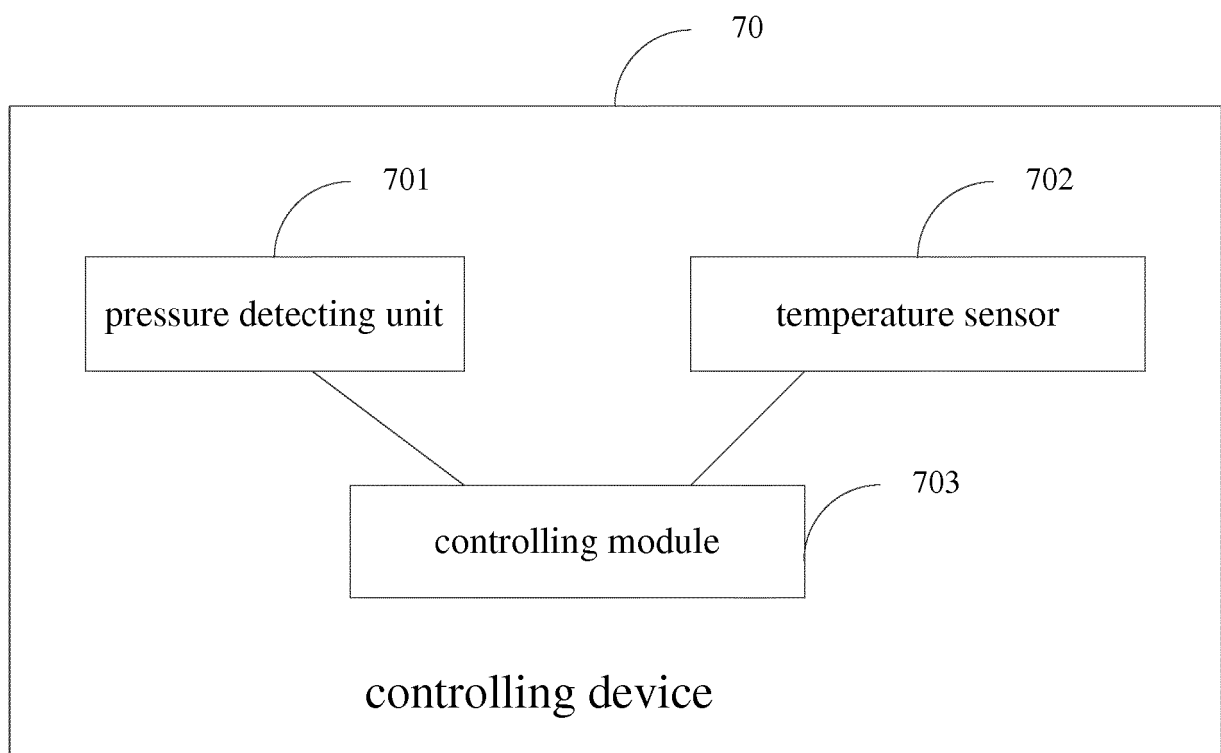 70
701
702
pressure detecting unit
temperature sensor
703
controlling module
controlling device